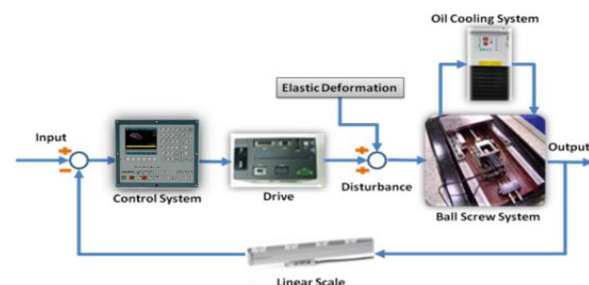 Oil Cooling System
Elastic Deformation
Input
Output
Control System
Drive
Disturbance
Ball Screw System
Linear Scale